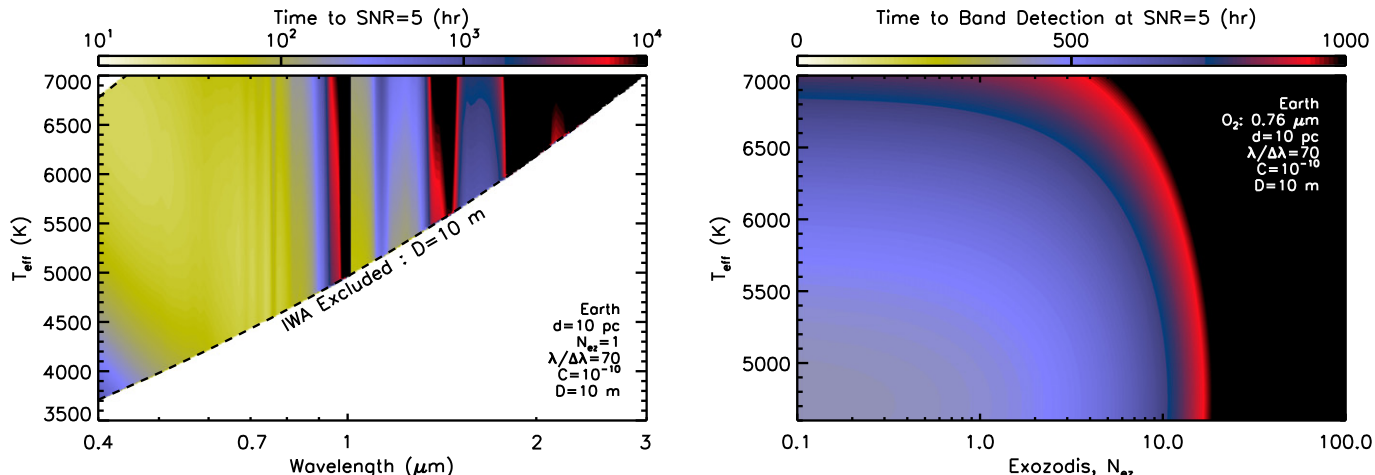 Time to SNR=5 (hr)
10¹ 10² 10³ 10⁴
7000
6500
6000
5500
5000
4500
4000
3500
T_eff (K)
IWA Excluded : D=10 m
Earth
d=10 pc
N_ez=1
λ/Δλ=70
C=10⁻¹⁰
D=10 m
0.4 0.7 1 2 3
Wavelength (μm)
Time to Band Detection at SNR=5 (hr)
0 500 1000
7000
6500
6000
5500
5000
T_eff (K)
Earth
O₂: 0.76 μm
d=10 pc
λ/Δλ=70
C=10⁻¹⁰
D=10 m
0.1 1.0 10.0 100.0
Exozodis, N_ez